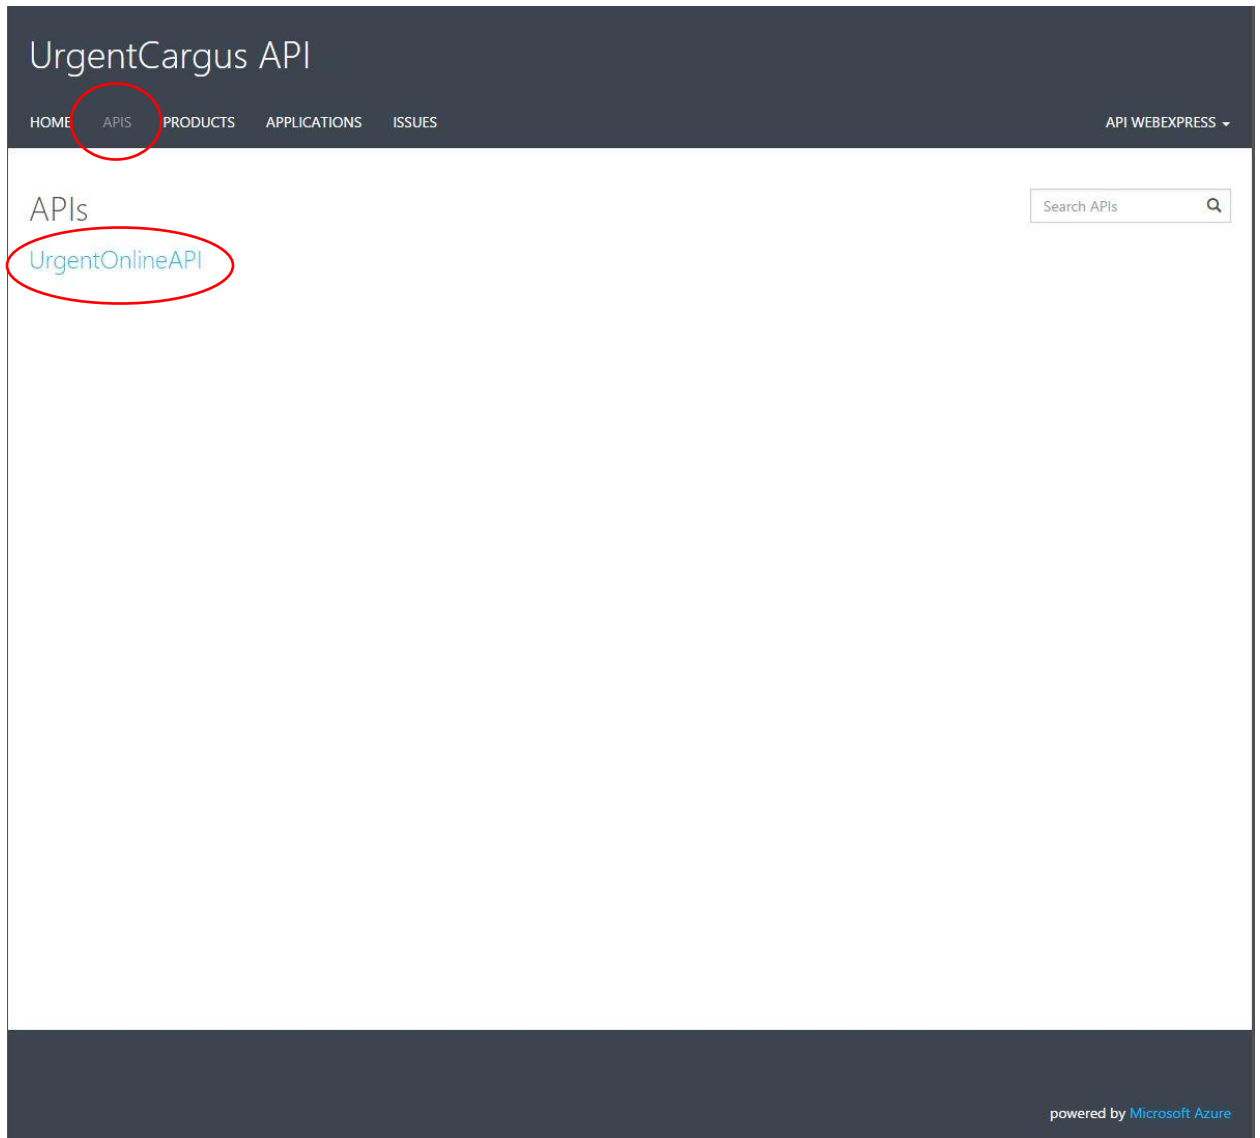 UrgentCargus API
HOME APIS PRODUCTS APPLICATIONS ISSUES API WEBEXPRESS
APIs
Search APIs
UrgentOnlineAPI
powered by Microsoft Azure